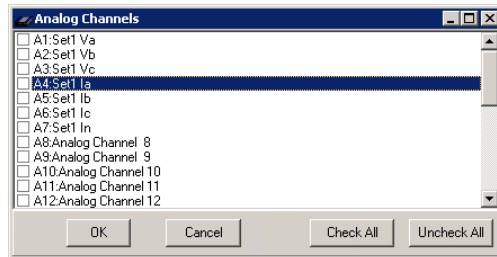 Analog Channels
A1:Set1 Va
A2:Set1 Vb
A3:Set1 Vc
A4:Set1 Ia
A5:Set1 Ib
A6:Set1 Ic
A7:Set1 In
A8:Analog Channel 8
A9:Analog Channel 9
A10:Analog Channel 10
A11:Analog Channel 11
A12:Analog Channel 12
OK Cancel Check All Uncheck All